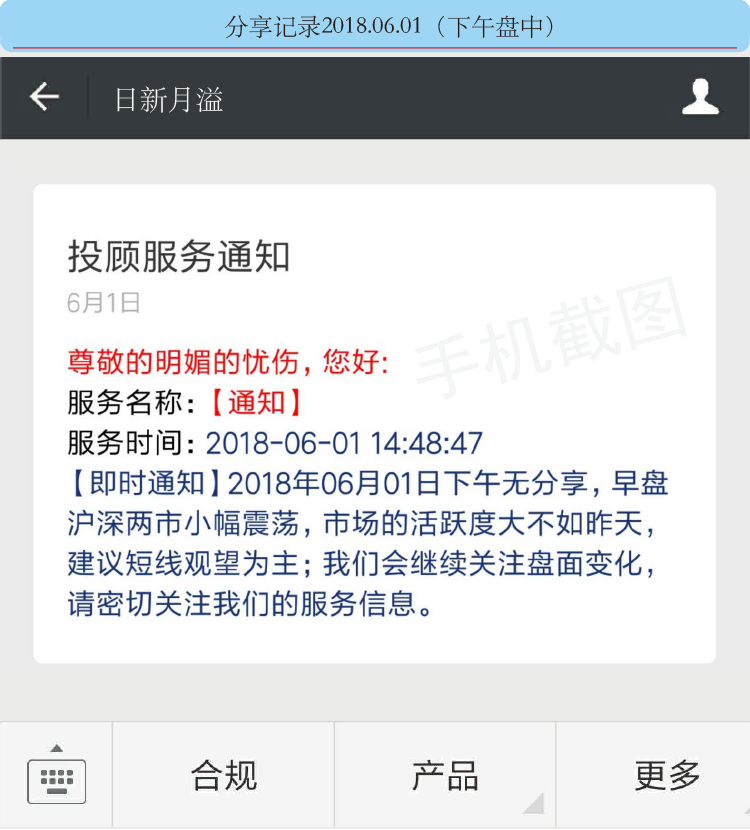 分享记录2018.06.01（下午盘中）
日新月溢
投顾服务通知
6月1日
手机截图
尊敬的明媚的忧伤，您好:
服务名称:【通知】
服务时间: 2018-06-01 14:48:47
【即时通知】2018年06月01日下午无分享，早盘
沪深两市小幅震荡，市场的活跃度大不如昨天，
建议短线观望为主；我们会继续关注盘面变化，
请密切关注我们的服务信息。
合规
产品
更多